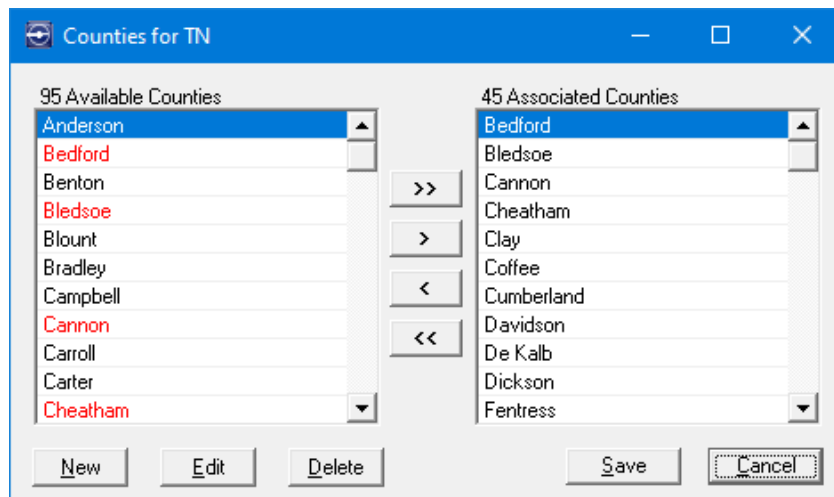 Counties for TN
95 Available Counties
Anderson
Bedford
Benton
Bledsoe
Blount
Bradley
Campbell
Cannon
Carroll
Carter
Cheatham
>>
>
<
<<
45 Associated Counties
Bedford
Bledsoe
Cannon
Cheatham
Clay
Coffee
Cumberland
Davidson
De Kalb
Dickson
Fentress
New Edit Delete Save Cancel